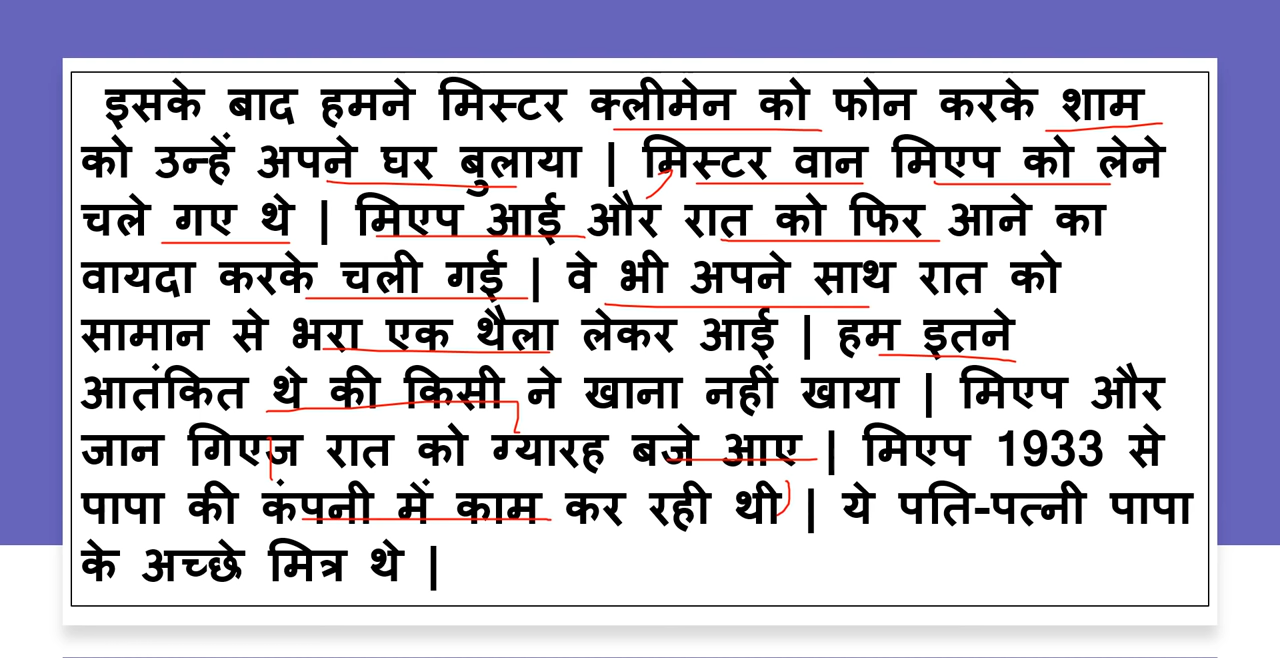 इसके बाद हमने मिस्टर क्लीमेन को फोन करके शाम
को उन्हें अपने घर बुलाया | मिस्टर वान मिएप को लेने
चले गए थे | मिएप आई और रात को फिर आने का
वायदा करके चली गई | वे भी अपने साथ रात को
सामान से भरा एक थैला लेकर आई | हम इतने
आतंकित थे की किसी ने खाना नहीं खाया | मिएप और
जान गिएज़ रात को ग्यारह बजे आए | मिएप 1933 से
पापा की कंपनी में काम कर रही थी | ये पति-पत्नी पापा
के अच्छे मित्र थे |